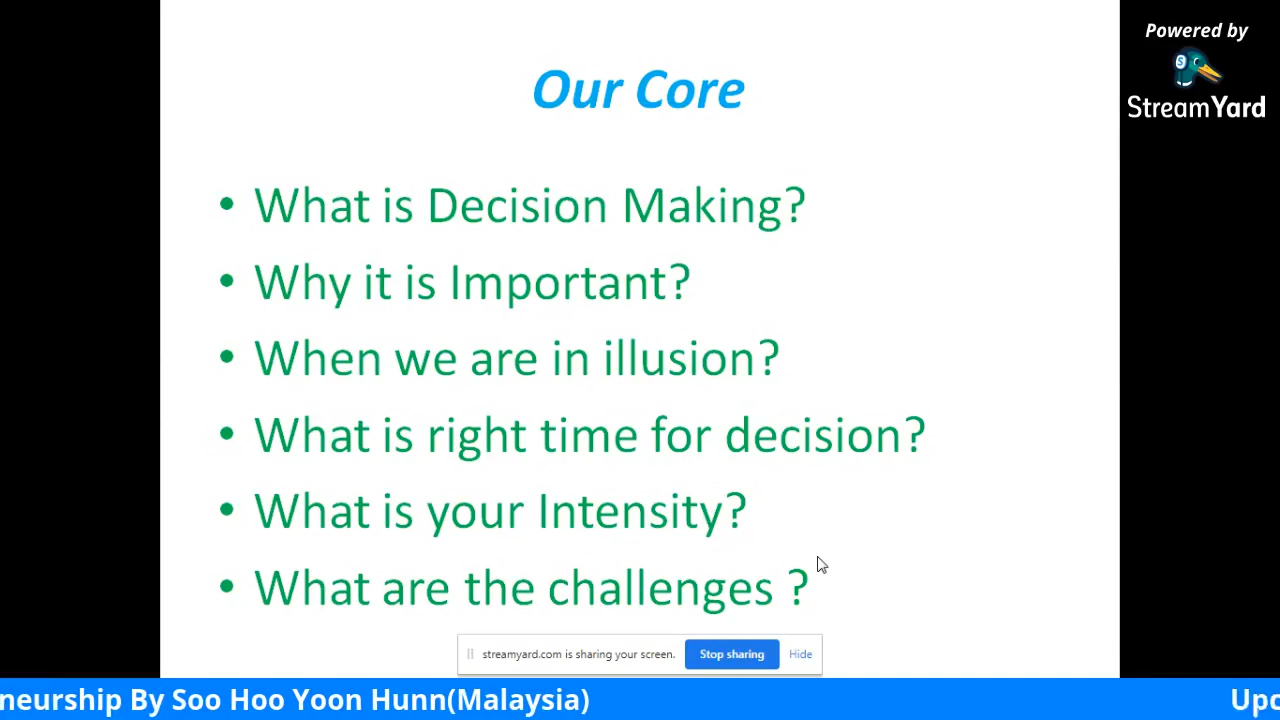 Our Core
Powered by
StreamYard
• What is Decision Making?
• Why it is Important?
• When we are in illusion?
• What is right time for decision?
• What is your Intensity?
• What are the challenges ?
streamyard.com is sharing your screen. Stop sharing Hide
neurship By Soo Hoo Yoon Hunn(Malaysia) Upc